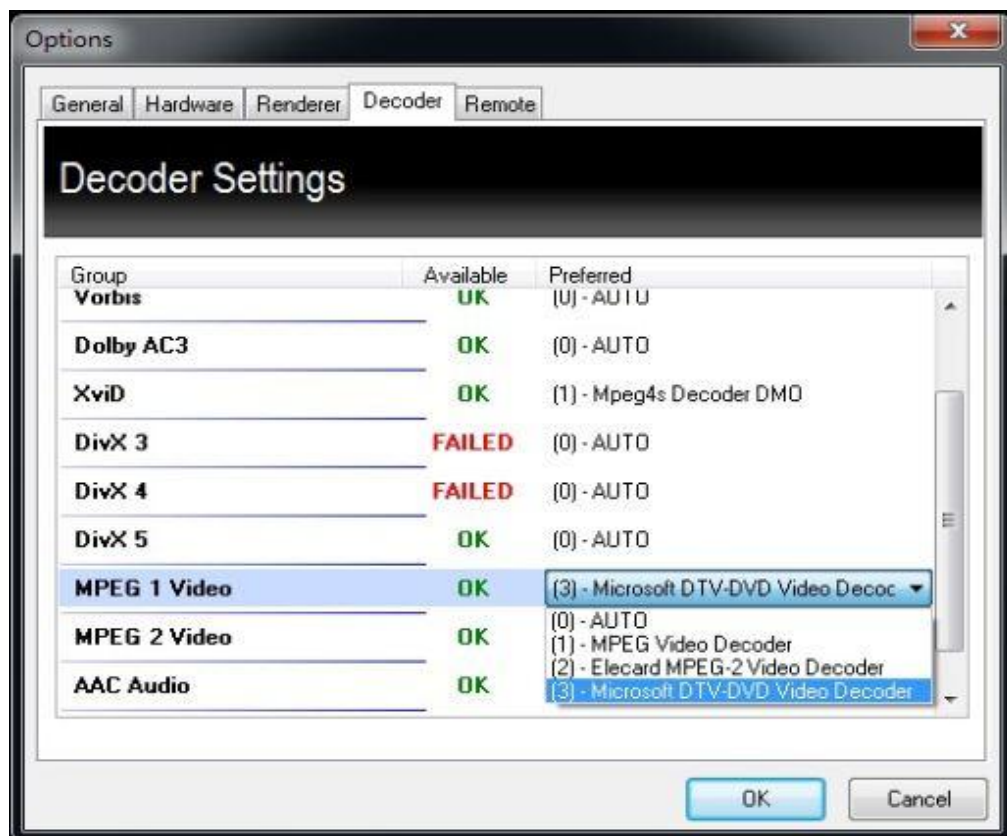 Options
General Hardware Renderer Decoder Remote
Decoder Settings
Group Available Preferred
Vorbis OK (0) - AUTO
Dolby AC3 OK (0) - AUTO
XviD OK (1) - Mpeg4s Decoder DMO
DivX 3 FAILED (0) - AUTO
DivX 4 FAILED (0) - AUTO
DivX 5 OK (0) - AUTO
MPEG 1 Video OK (3) - Microsoft DTV-DVD Video Decoc
(0) - AUTO
(1) - MPEG Video Decoder
MPEG 2 Video OK
(2) - Elecard MPEG-2 Video Decoder
AAC Audio OK
(3) - Microsoft DTV-DVD Video Decoder
OK Cancel